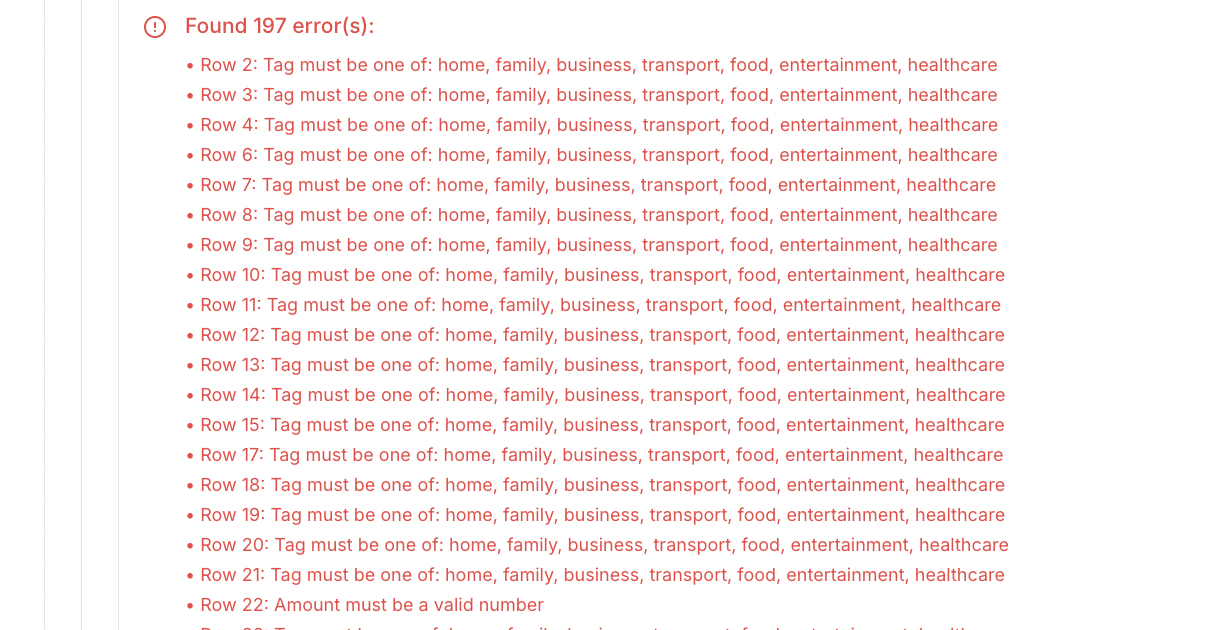 Found 197 error(s):
• Row 2: Tag must be one of: home, family, business, transport, food, entertainment, healthcare
• Row 3: Tag must be one of: home, family, business, transport, food, entertainment, healthcare
• Row 4: Tag must be one of: home, family, business, transport, food, entertainment, healthcare
• Row 6: Tag must be one of: home, family, business, transport, food, entertainment, healthcare
• Row 7: Tag must be one of: home, family, business, transport, food, entertainment, healthcare
• Row 8: Tag must be one of: home, family, business, transport, food, entertainment, healthcare
• Row 9: Tag must be one of: home, family, business, transport, food, entertainment, healthcare
• Row 10: Tag must be one of: home, family, business, transport, food, entertainment, healthcare
• Row 11: Tag must be one of: home, family, business, transport, food, entertainment, healthcare
• Row 12: Tag must be one of: home, family, business, transport, food, entertainment, healthcare
• Row 13: Tag must be one of: home, family, business, transport, food, entertainment, healthcare
• Row 14: Tag must be one of: home, family, business, transport, food, entertainment, healthcare
• Row 15: Tag must be one of: home, family, business, transport, food, entertainment, healthcare
• Row 17: Tag must be one of: home, family, business, transport, food, entertainment, healthcare
• Row 18: Tag must be one of: home, family, business, transport, food, entertainment, healthcare
• Row 19: Tag must be one of: home, family, business, transport, food, entertainment, healthcare
• Row 20: Tag must be one of: home, family, business, transport, food, entertainment, healthcare
• Row 21: Tag must be one of: home, family, business, transport, food, entertainment, healthcare
• Row 22: Amount must be a valid number